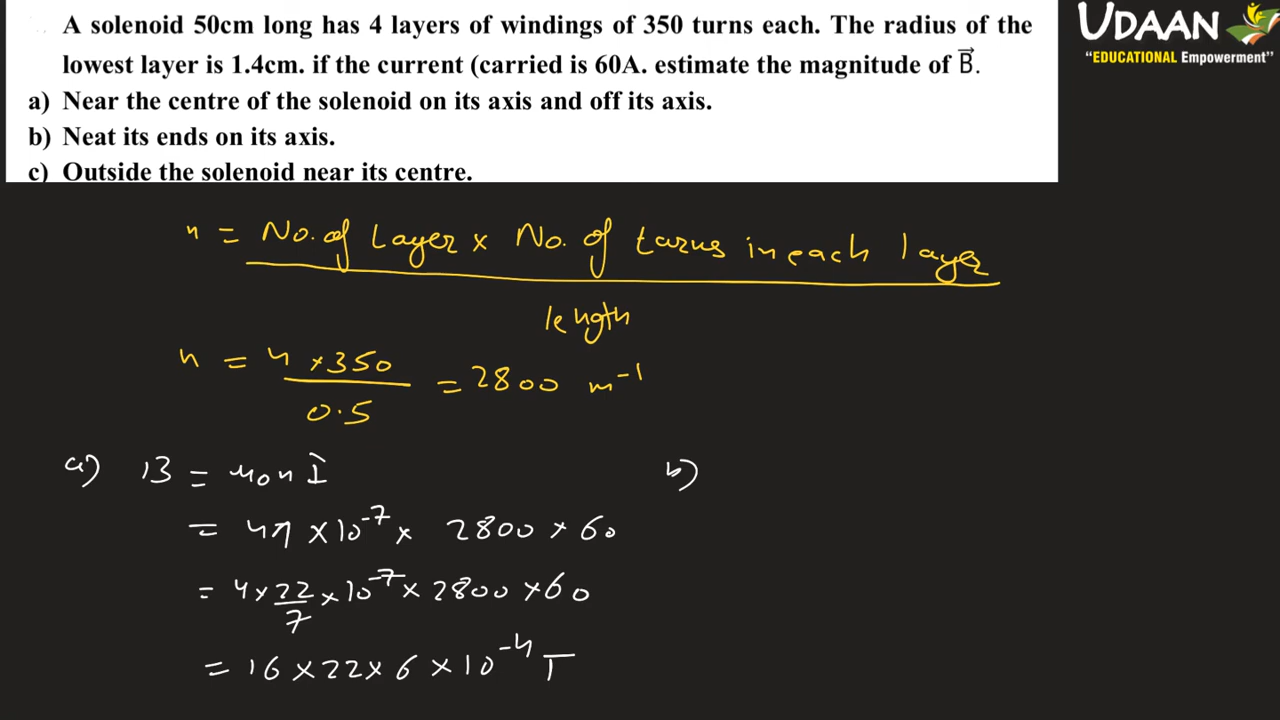 A solenoid 50cm long has 4 layers of windings of 350 turns each. The radius of the
lowest layer is 1.4cm. if the current (carried is 60A. estimate the magnitude of B⃗.
a) Near the centre of the solenoid on its axis and off its axis.
b) Neat its ends on its axis.
c) Outside the solenoid near its centre.
UDAAN
"EDUCATIONAL Empowerment"
n = No. of Layer × No. of turns in each layer
length
n = 4 × 350 / 0.5 = 2800 m⁻¹
a) B = μ₀ n I
= 4π × 10⁻⁷ × 2800 × 60
= 4 × 22/7 × 10⁻⁷ × 2800 × 60
= 16 × 22 × 6 × 10⁻⁴ T
b)